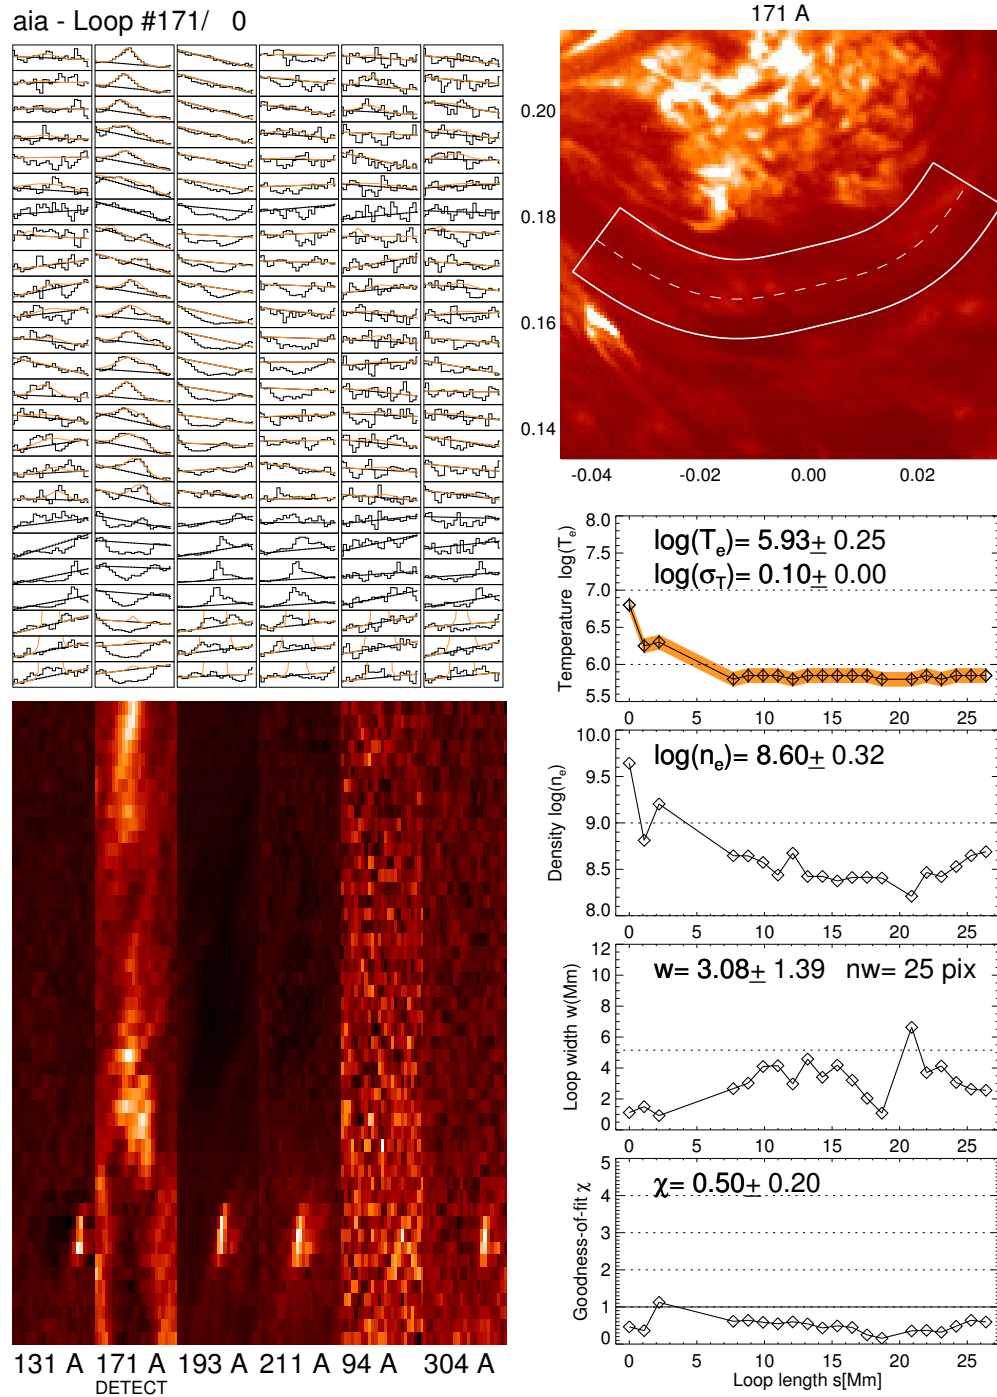 aia - Loop #171/   0
171 A
0.20
0.18
0.16
0.14
-0.04 -0.02 0.00 0.02
131 A 171 A 193 A 211 A 94 A 304 A
DETECT
Temperature log(T_e)
8.0
7.5
7.0
6.5
6.0
5.5
log(T_e)= 5.93± 0.25
log(σ_T)= 0.10± 0.00
0 5 10 15 20 25
Density log(n_e)
10.0
9.5
9.0
8.5
8.0
log(n_e)= 8.60± 0.32
0 5 10 15 20 25
Loop width w(Mm)
12
10
8
6
4
2
0
w= 3.08± 1.39   nw= 25 pix
0 5 10 15 20 25
Goodness-of-fit χ
5
4
3
2
1
0
χ= 0.50± 0.20
0 5 10 15 20 25
Loop length s[Mm]